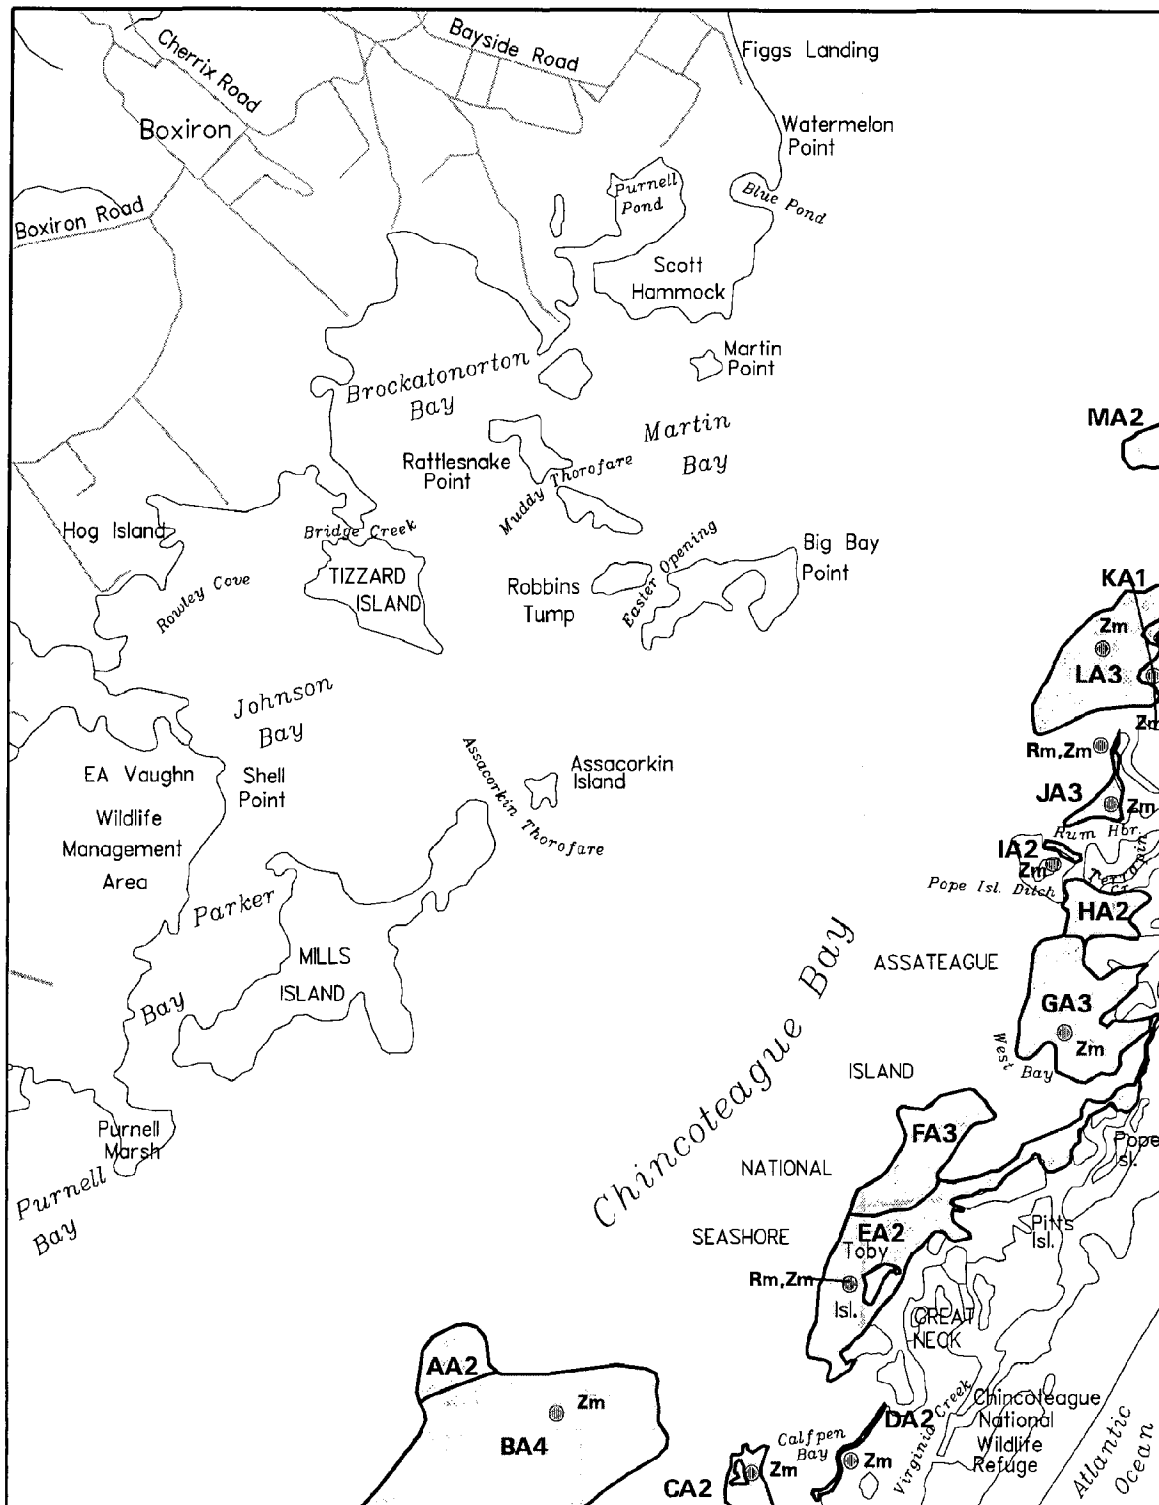 Cherrix Road
Bayside Road
Figgs Landing
Boxiron
Watermelon
Point
Purnell
Pond
Blue Pond
Boxiron Road
Scott
Hammock
Martin
Point
Brockatonorton
Bay
MA2
Martin
Bay
Rattlesnake
Point
Muddy Thorofare
Hog Island
Bridge Creek
Big Bay
Point
Easter Opening
TIZZARD
ISLAND
Robbins
Tump
Rowley Cove
KA1
Zm
LA3
Zm
Johnson
Bay
Rm,Zm
EA Vaughn
Wildlife
Management
Area
Shell
Point
Assacorkin
Island
Assacorkin Thorofare
JA3
Zm
Rum Hbr.
IA2
Zm
Terrapin
Cr.
Pope Isl. Ditch
HA2
Parker
Bay
MILLS
ISLAND
Chincoteague Bay
ASSATEAGUE
GA3
Zm
West Bay
ISLAND
Purnell
Marsh
FA3
Pope
Isl.
NATIONAL
Purnell
Bay
SEASHORE
EA2
Toby
Isl.
Pitts
Isl.
Rm,Zm
GREAT
NECK
AA2
Zm
BA4
DA2
Calfpen
Bay
Zm
Virginia Creek
Chincoteague
National
Wildlife
Refuge
CA2
Zm
Atlantic
Ocean